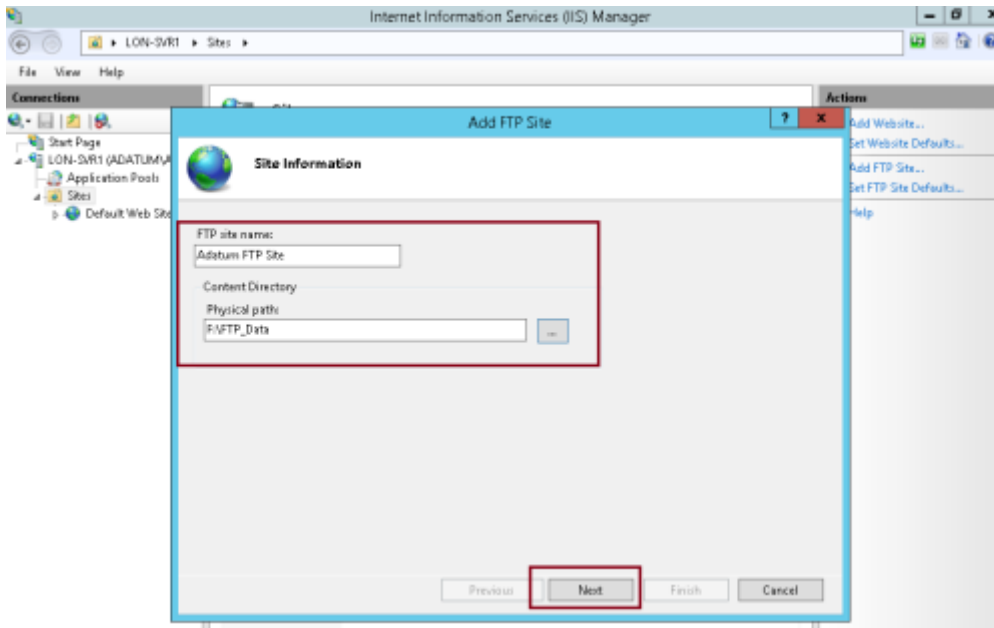 Internet Information Services (IIS) Manager
LON-SVR1 Sites
File View Help
Connections
Actions
Start Page
LON-SVR1 (ADATUM\A
Application Pools
Sites
Default Web Site
Add FTP Site
Site Information
FTP site name:
Adatum FTP Site
Content Directory
Physical path:
F:\FTP_Data
...
Previous Next Finish Cancel
Add Website...
Set Website Defaults...
Add FTP Site...
Set FTP Site Defaults...
Help